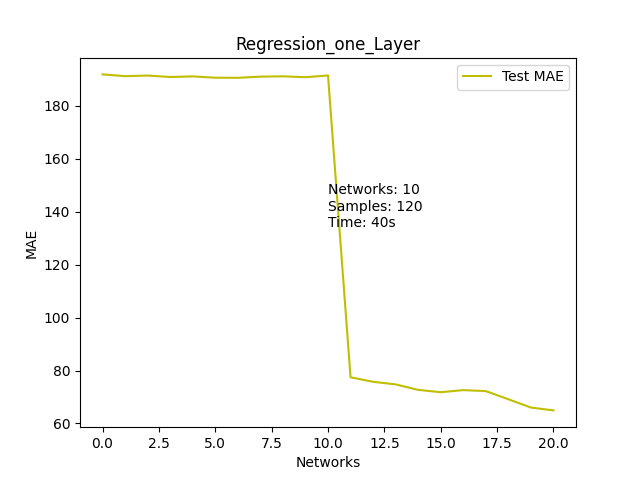 Regression_one_Layer
Test MAE
180
160
140
120
100
80
60
MAE
Networks: 10
Samples: 120
Time: 40s
0.0 2.5 5.0 7.5 10.0 12.5 15.0 17.5 20.0
Networks